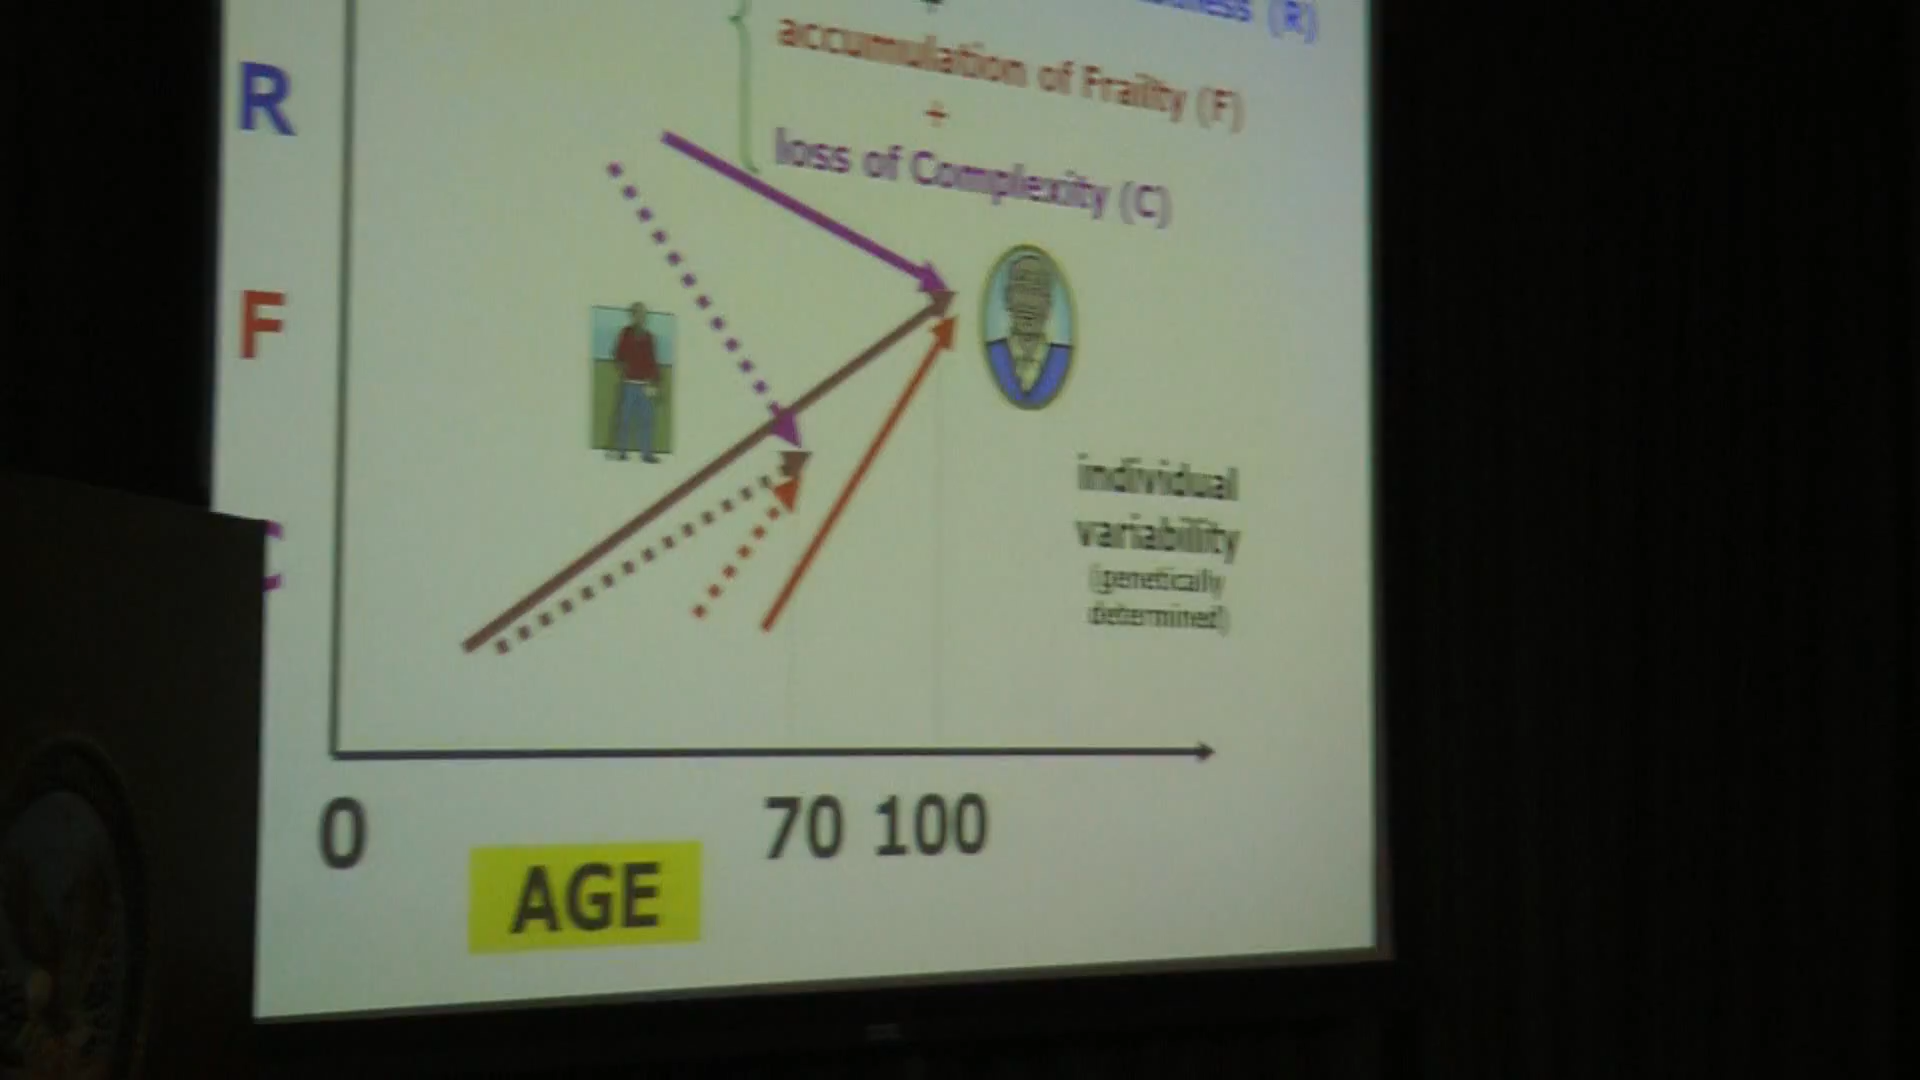 (R)
accumulation of Frailty (F)
+
loss of Complexity (C)
R
F
individual
variability
(genetically
determined)
0
70 100
AGE